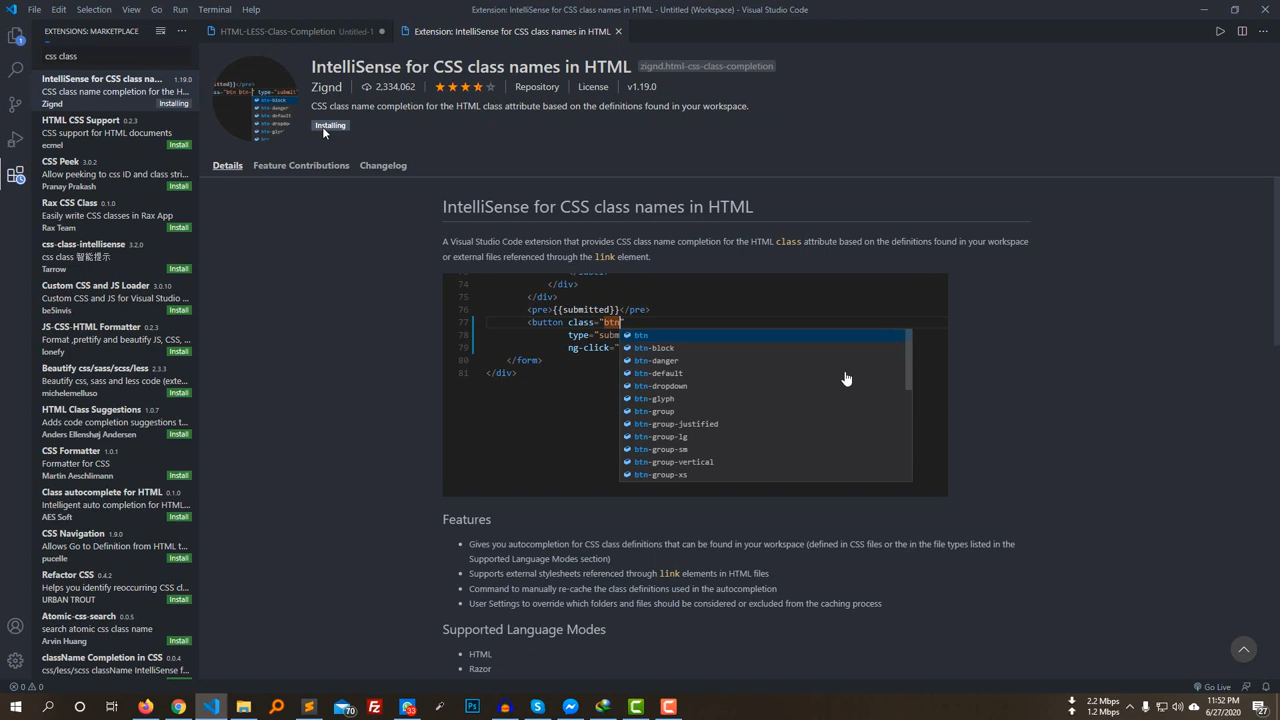 File Edit Selection View Go Run Terminal Help
Extension: IntelliSense for CSS class names in HTML - Untitled (Workspace) - Visual Studio Code
EXTENSIONS: MARKETPLACE
HTML-LESS-Class-Completion Untitled-1
Extension: IntelliSense for CSS class names in HTML
css class
IntelliSense for CSS class na... 1.19.0
CSS class name completion for the H...
Zignd Installing
HTML CSS Support 0.2.3
CSS support for HTML documents
ecmel Install
CSS Peek 3.0.2
Allow peeking to css ID and class stri...
Pranay Prakash Install
Rax CSS Class 0.1.0
Easily write CSS classes in Rax App
Rax Team Install
css-class-intellisense 3.2.0
css class 智能提示
Tarrow Install
Custom CSS and JS Loader 3.0.10
Custom CSS and JS for Visual Studio ...
be5invis Install
JS-CSS-HTML Formatter 2.3
Format ,prettify and beautify JS, CS...
lonefy Install
Beautify css/sass/scss/less 2.3.3
Beautify css, sass and less code (exte...
michelemelluso Install
HTML Class Suggestions 1.0.7
Adds code completion suggestions t...
Anders Ellenshøj Andersen Install
CSS Formatter 1.0.1
Formatter for CSS
Martin Aeschlimann Install
Class autocomplete for HTML 0.1.0
Intelligent auto completion for HTML...
AES Soft Install
CSS Navigation 1.9.0
Allows Go to Definition from HTML t...
pucelle Install
Refactor CSS 0.4.2
Helps you identify reoccurring CSS cl...
URBAN TROUT Install
Atomic-css-search 0.0.5
search atomic css class name
Arvin Huang Install
className Completion in CSS 0.0.4
css/less/scss className IntelliSense f...
IntelliSense for CSS class names in HTML zignd.html-css-class-completion
Zignd 2,334,062 Repository License v1.19.0
CSS class name completion for the HTML class attribute based on the definitions found in your workspace.
Installing
Details Feature Contributions Changelog
IntelliSense for CSS class names in HTML
A Visual Studio Code extension that provides CSS class name completion for the HTML class attribute based on the definitions found in your workspace
or external files referenced through the link element.
74 </div>
75 </div>
76 <pre>{{submitted}}</pre>
77 <button class="btn"
78 type="subm
79 ng-click="
80 </form>
81 </div>
btn
btn-block
btn-danger
btn-default
btn-dropdown
btn-glyph
btn-group
btn-group-justified
btn-group-lg
btn-group-sm
btn-group-vertical
btn-group-xs
Features
Gives you autocompletion for CSS class definitions that can be found in your workspace (defined in CSS files or the in the file types listed in the
Supported Language Modes section)
Supports external stylesheets referenced through link elements in HTML files
Command to manually re-cache the class definitions used in the autocompletion
User Settings to override which folders and files should be considered or excluded from the caching process
Supported Language Modes
HTML
Razor
0 0
Go Live
70
33
2.2 Mbps
1.2 Mbps
11:52 PM
6/27/2020